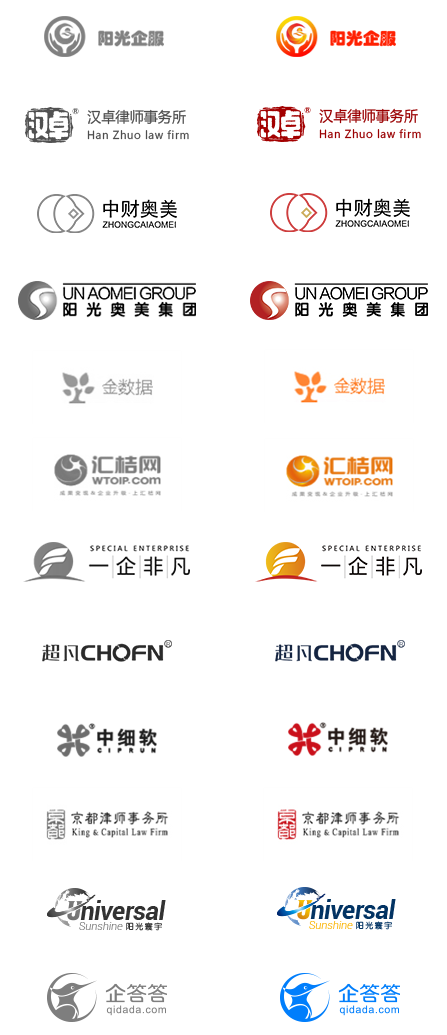 阳光企服
阳光企服
汉卓 ® 汉卓律师事务所
Han Zhuo law firm
汉卓 ® 汉卓律师事务所
Han Zhuo law firm
中财奥美
ZHONGCAIAOMEI
中财奥美
ZHONGCAIAOMEI
UN AOMEI GROUP
阳光奥美集团
UN AOMEI GROUP
阳光奥美集团
金数据
金数据
汇桔网
WTOIP.COM
汇桔网
WTOIP.COM
SPECIAL ENTERPRISE
一企非凡
SPECIAL ENTERPRISE
一企非凡
超凡CHOFN®
超凡CHOFN®
®中细软
CIPRUN
®中细软
CIPRUN
京都 京都律师事务所
King & Capital Law Firm
京都 京都律师事务所
King & Capital Law Firm
Universal
Sunshine 阳光寰宇
Universal
Sunshine 阳光寰宇
企答答
qidada.com
企答答
qidada.com